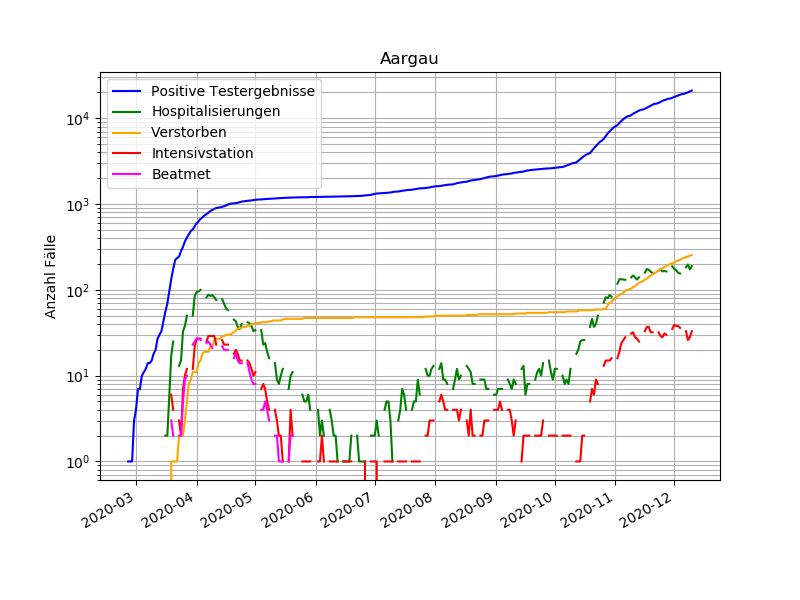 Aargau
Positive Testergebnisse
Hospitalisierungen
Verstorben
Intensivstation
Beatmet
Anzahl Fälle
10^4
10^3
10^2
10^1
10^0
2020-03
2020-04
2020-05
2020-06
2020-07
2020-08
2020-09
2020-10
2020-11
2020-12